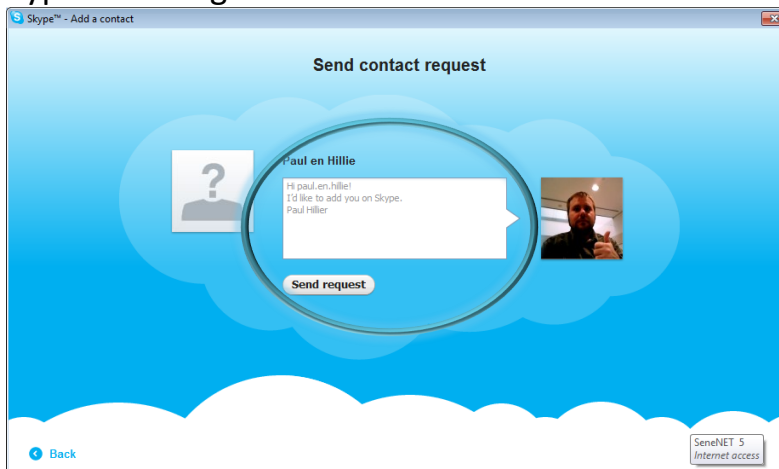 Skype™ - Add a contact
Send contact request
Paul en Hillie
Hi paul.en.hillie!
I'd like to add you on Skype.
Paul Hillier
Send request
Back
SeneNET 5
Internet access